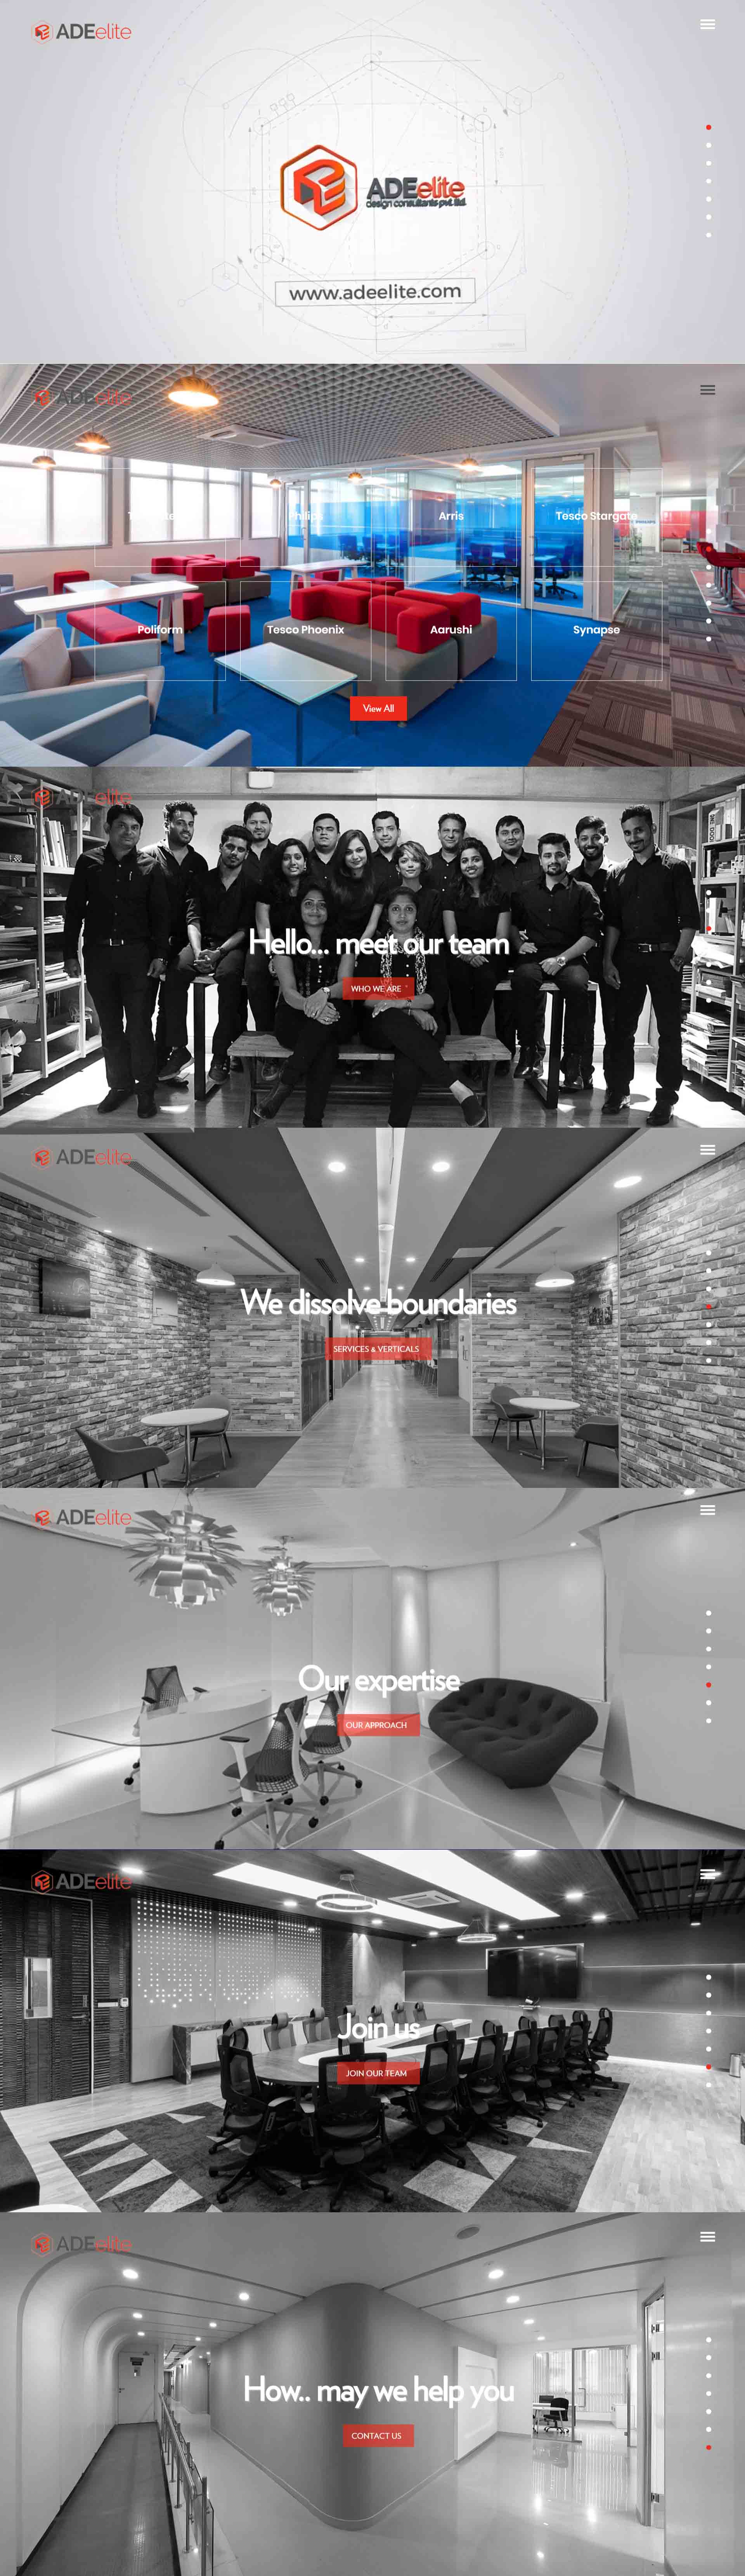 ADEelite
ADEelite
design consultants pvt. ltd.
www.adeelite.com
ADEelite
Arris
Tesco Stargate
Poliform
Tesco Phoenix
Aarushi
Synapse
View All
ADEelite
Hello... meet our team
WHO WE ARE
ADEelite
We dissolve boundaries
SERVICES & VERTICALS
ADEelite
Our expertise
OUR APPROACH
ADEelite
Join us
JOIN OUR TEAM
ADEelite
How.. may we help you
CONTACT US